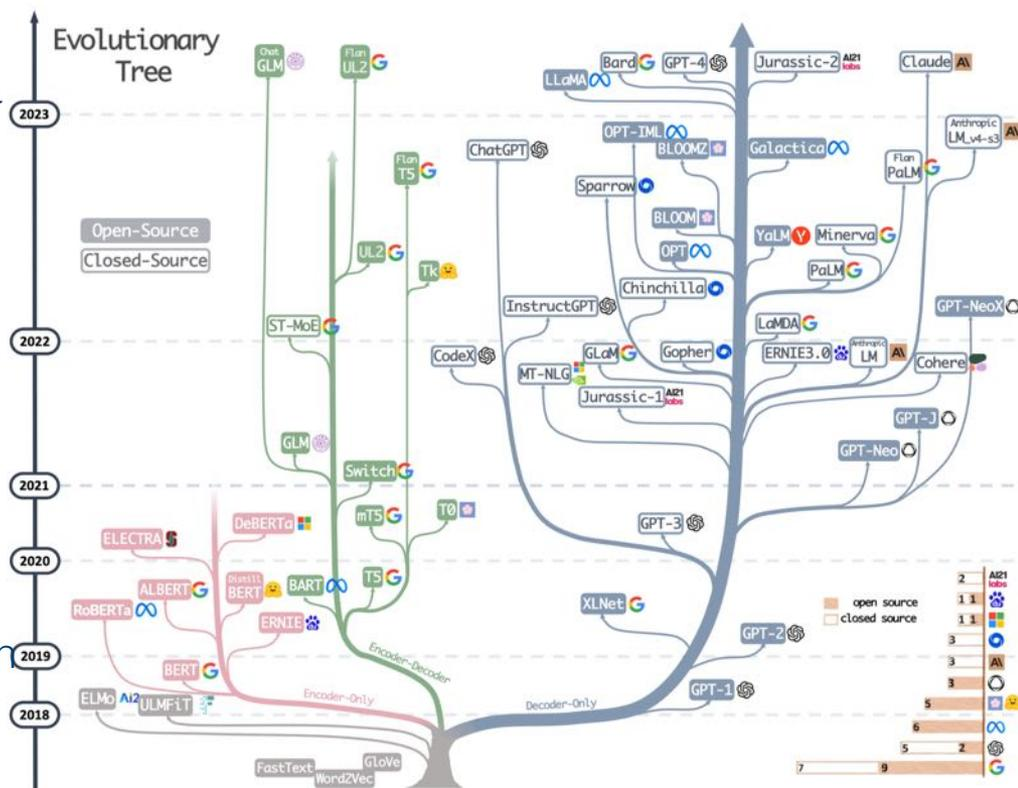 Evolutionary
Tree
2023
2022
2021
2020
2019
2018
Open-Source
Closed-Source
Chat
GLM
Flan
UL2
Flan
T5
UL2
Tk
ST-MoE
GLM
Switch
mT5
T0
BART
T5
Encoder-Decoder
DeBERTa
ELECTRA
ALBERT
Distill
BERT
RoBERTa
ERNIE
BERT
Encoder-Only
ELMo
Ai2
ULMFiT
FastText
Word2Vec
GloVe
Bard
GPT-4
Jurassic-2
AI21
labs
Claude
A\
LLaMA
OPT-IML
BLOOMZ
Galactica
Anthropic
LM_v4-s3
A\
ChatGPT
Flan
PaLM
Sparrow
BLOOM
YaLM
Y
Minerva
OPT
PaLM
Chinchilla
InstructGPT
GPT-NeoX
LaMDA
CodeX
GLaM
Gopher
ERNIE3.0
Anthropic
LM
A\
Cohere
MT-NLG
Jurassic-1
AI21
labs
GPT-J
GPT-Neo
GPT-3
XLNet
GPT-2
GPT-1
Decoder-Only
open source
closed source
2
AI21
labs
1 1
1 1
3
3
A\
3
5
6
5 2
7 9